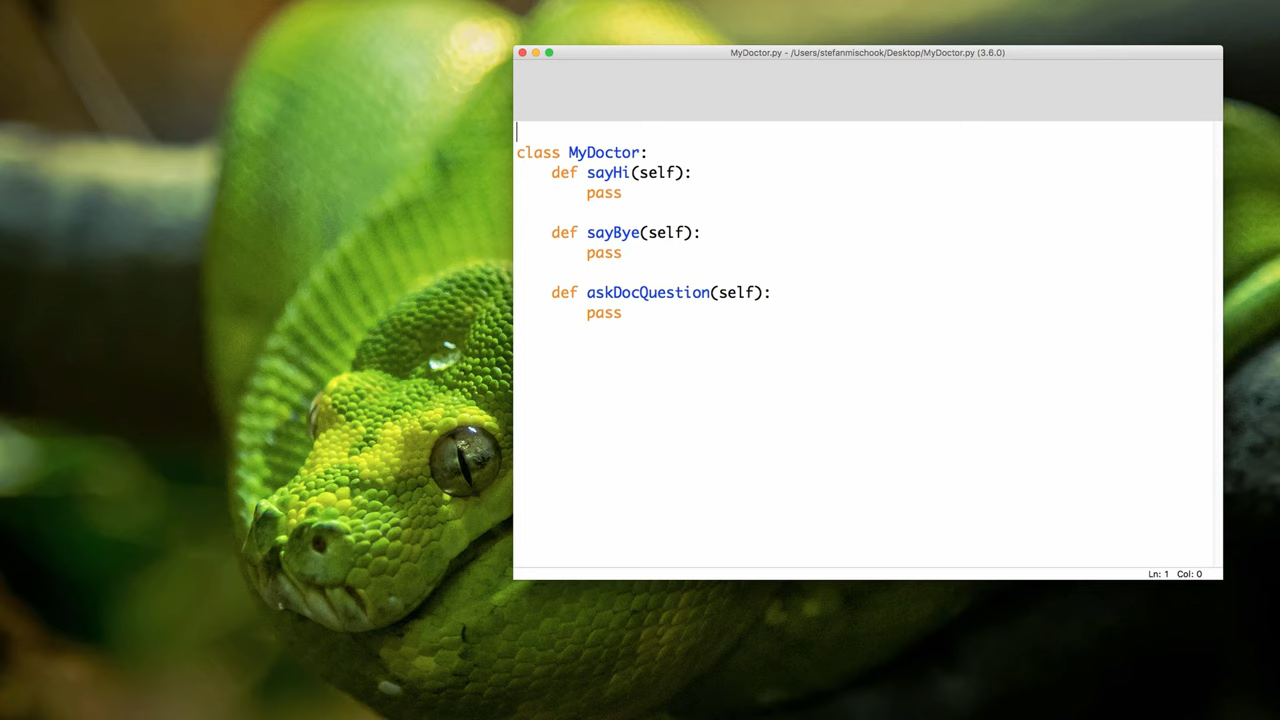 MyDoctor.py - /Users/stefanmischook/Desktop/MyDoctor.py (3.6.0)
class MyDoctor:
    def sayHi(self):
        pass
    def sayBye(self):
        pass
    def askDocQuestion(self):
        pass
Ln: 1 Col: 0